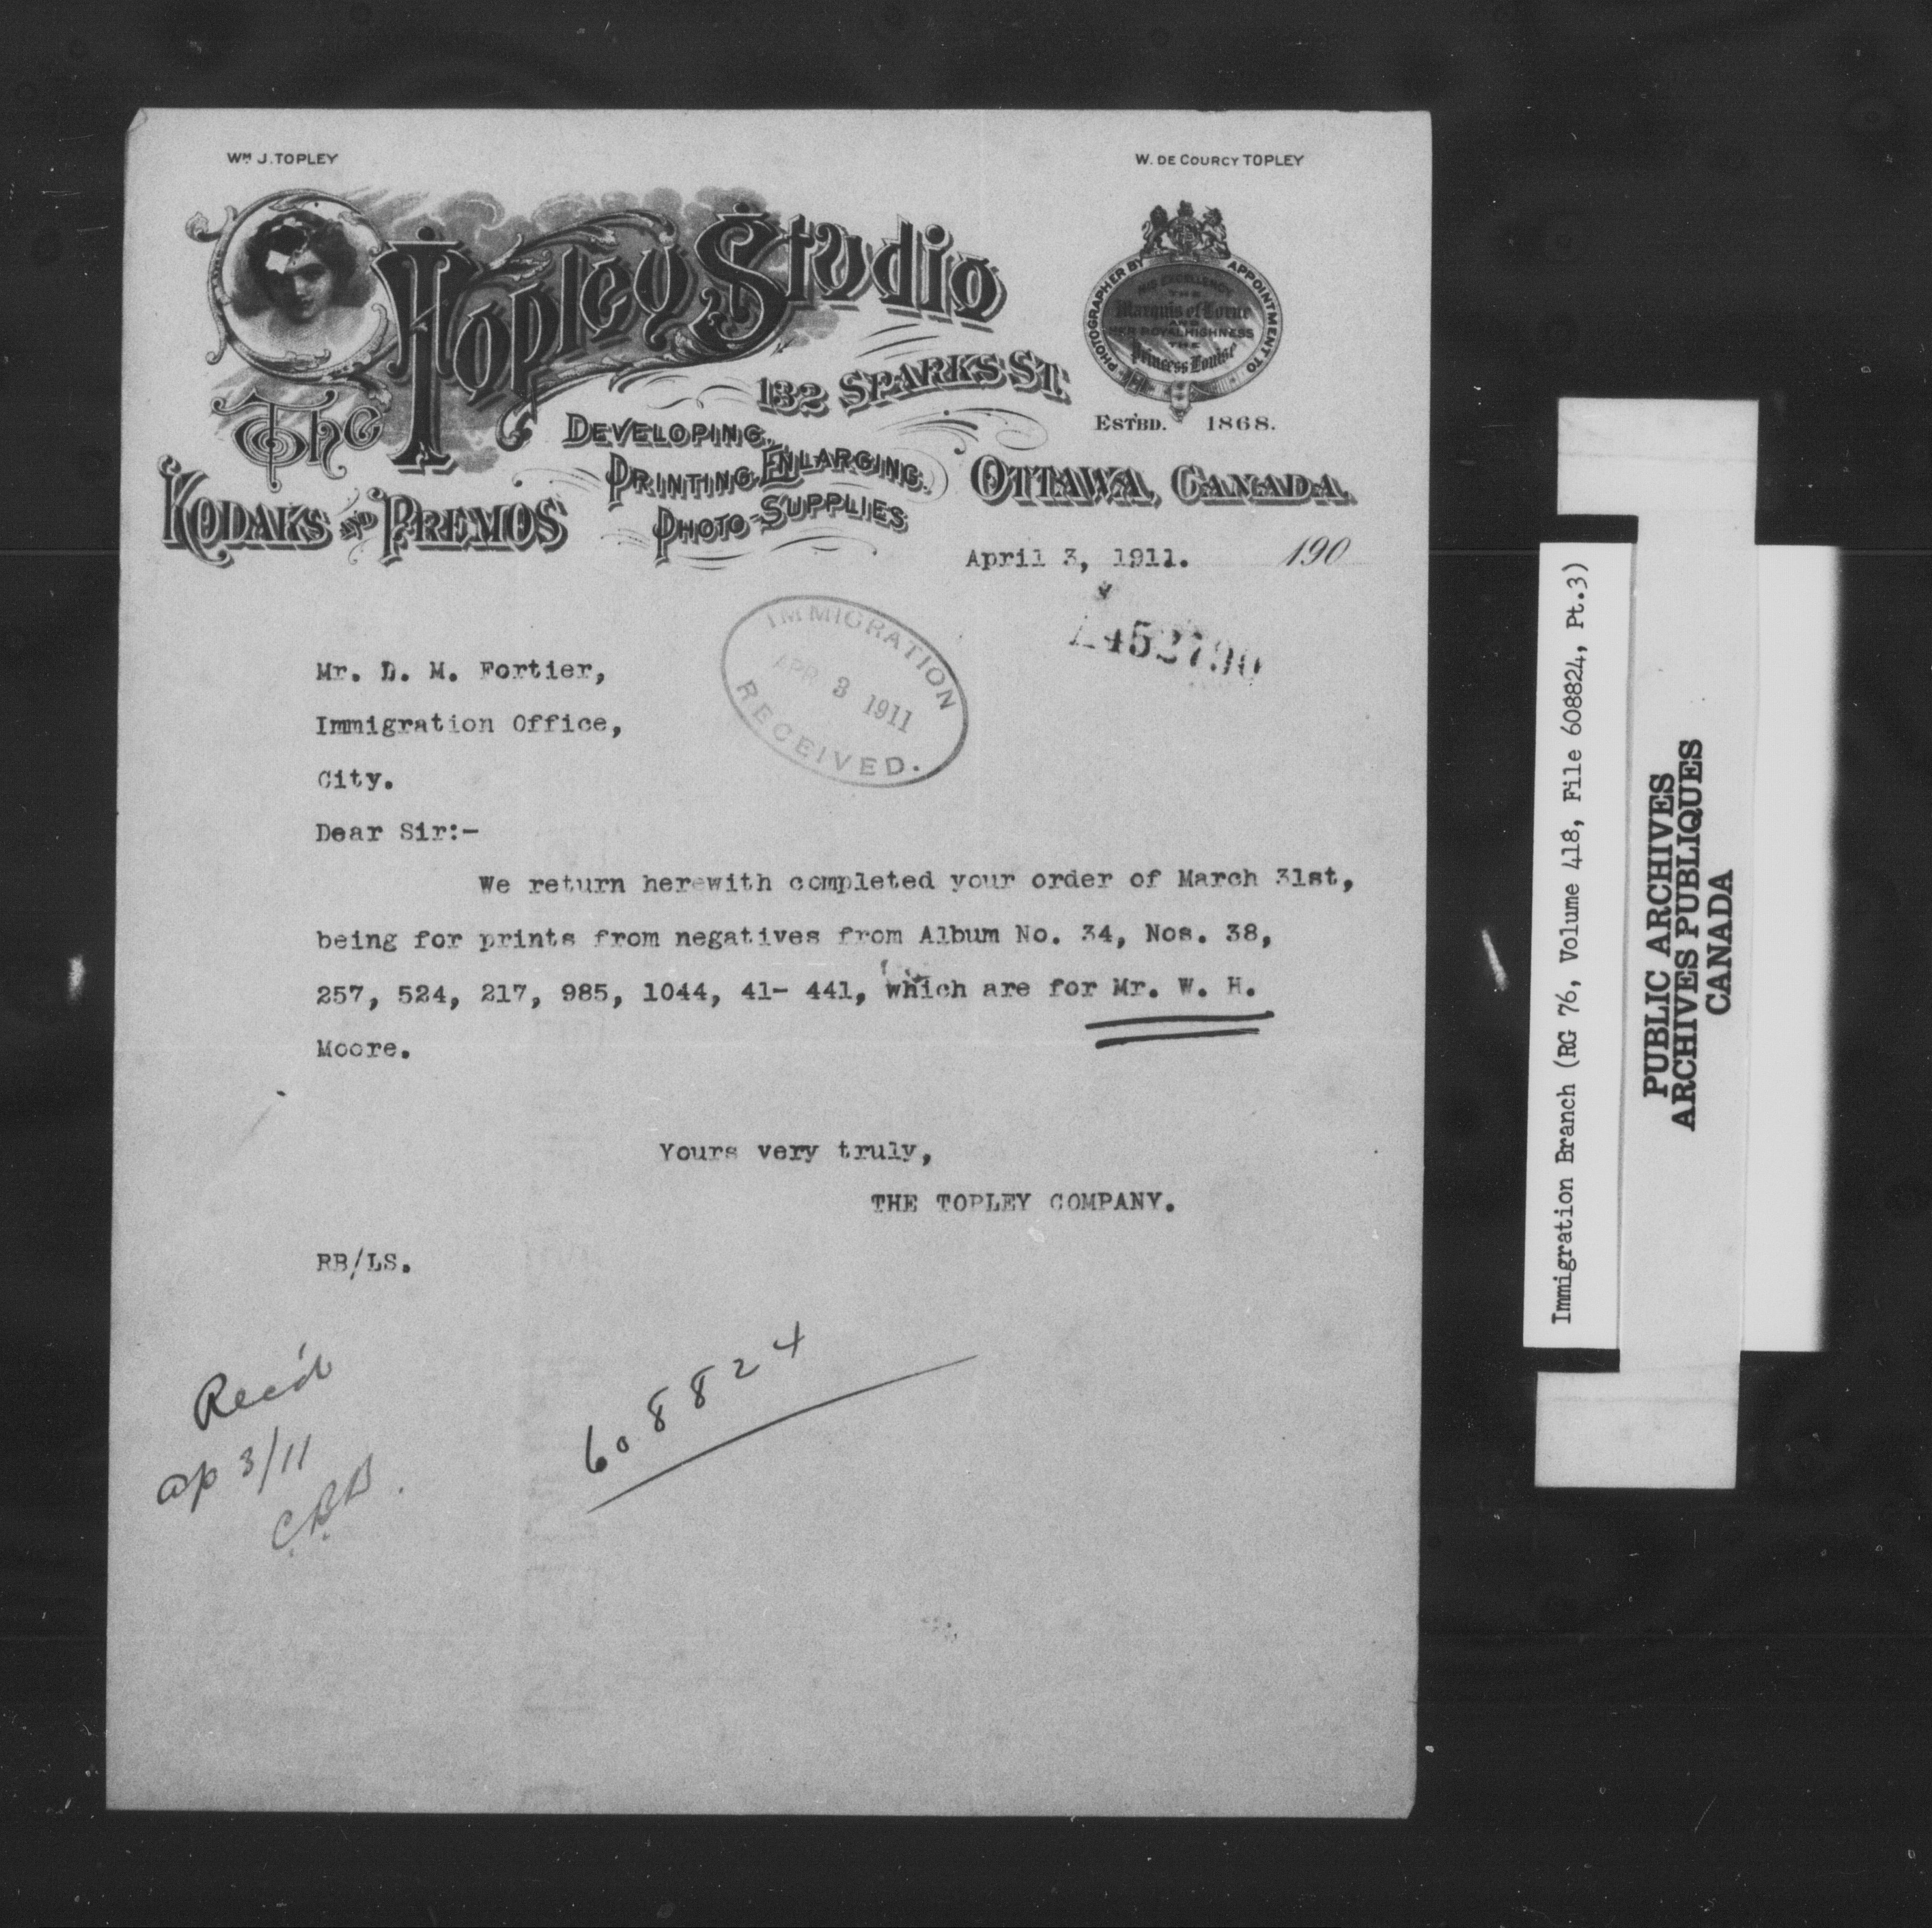 Wᴹ J. TOPLEY
W. DE COURCY TOPLEY
The Topley Studio
132 SPARKS ST.
PHOTOGRAPHER BY APPOINTMENT TO
HIS EXCELLENCY
THE
Marquis of Lorne
AND
HER ROYAL HIGHNESS
THE
Princess Louise
ESTBD. 1868.
DEVELOPING,
PRINTING, ENLARGING.
PHOTO-SUPPLIES
KODAKS AND PREMOS
OTTAWA, CANADA,
April 3, 1911. 190
IMMIGRATION
APR 3 1911
RECEIVED.
Mr. D. M. Fortier,
Immigration Office,
City.
Dear Sir:-
We return herewith completed your order of March 31st,
being for prints from negatives from Album No. 34, Nos. 38,
257, 524, 217, 985, 1044, 41- 441, which are for Mr. W. H.
Moore.
Yours very truly,
THE TOPLEY COMPANY.
RB/LS.
Rec'd
ap 3/11
CBB.
608824
Immigration Branch (RG 76, Volume 418, File 608824, Pt.3)
PUBLIC ARCHIVES
ARCHIVES PUBLIQUES
CANADA